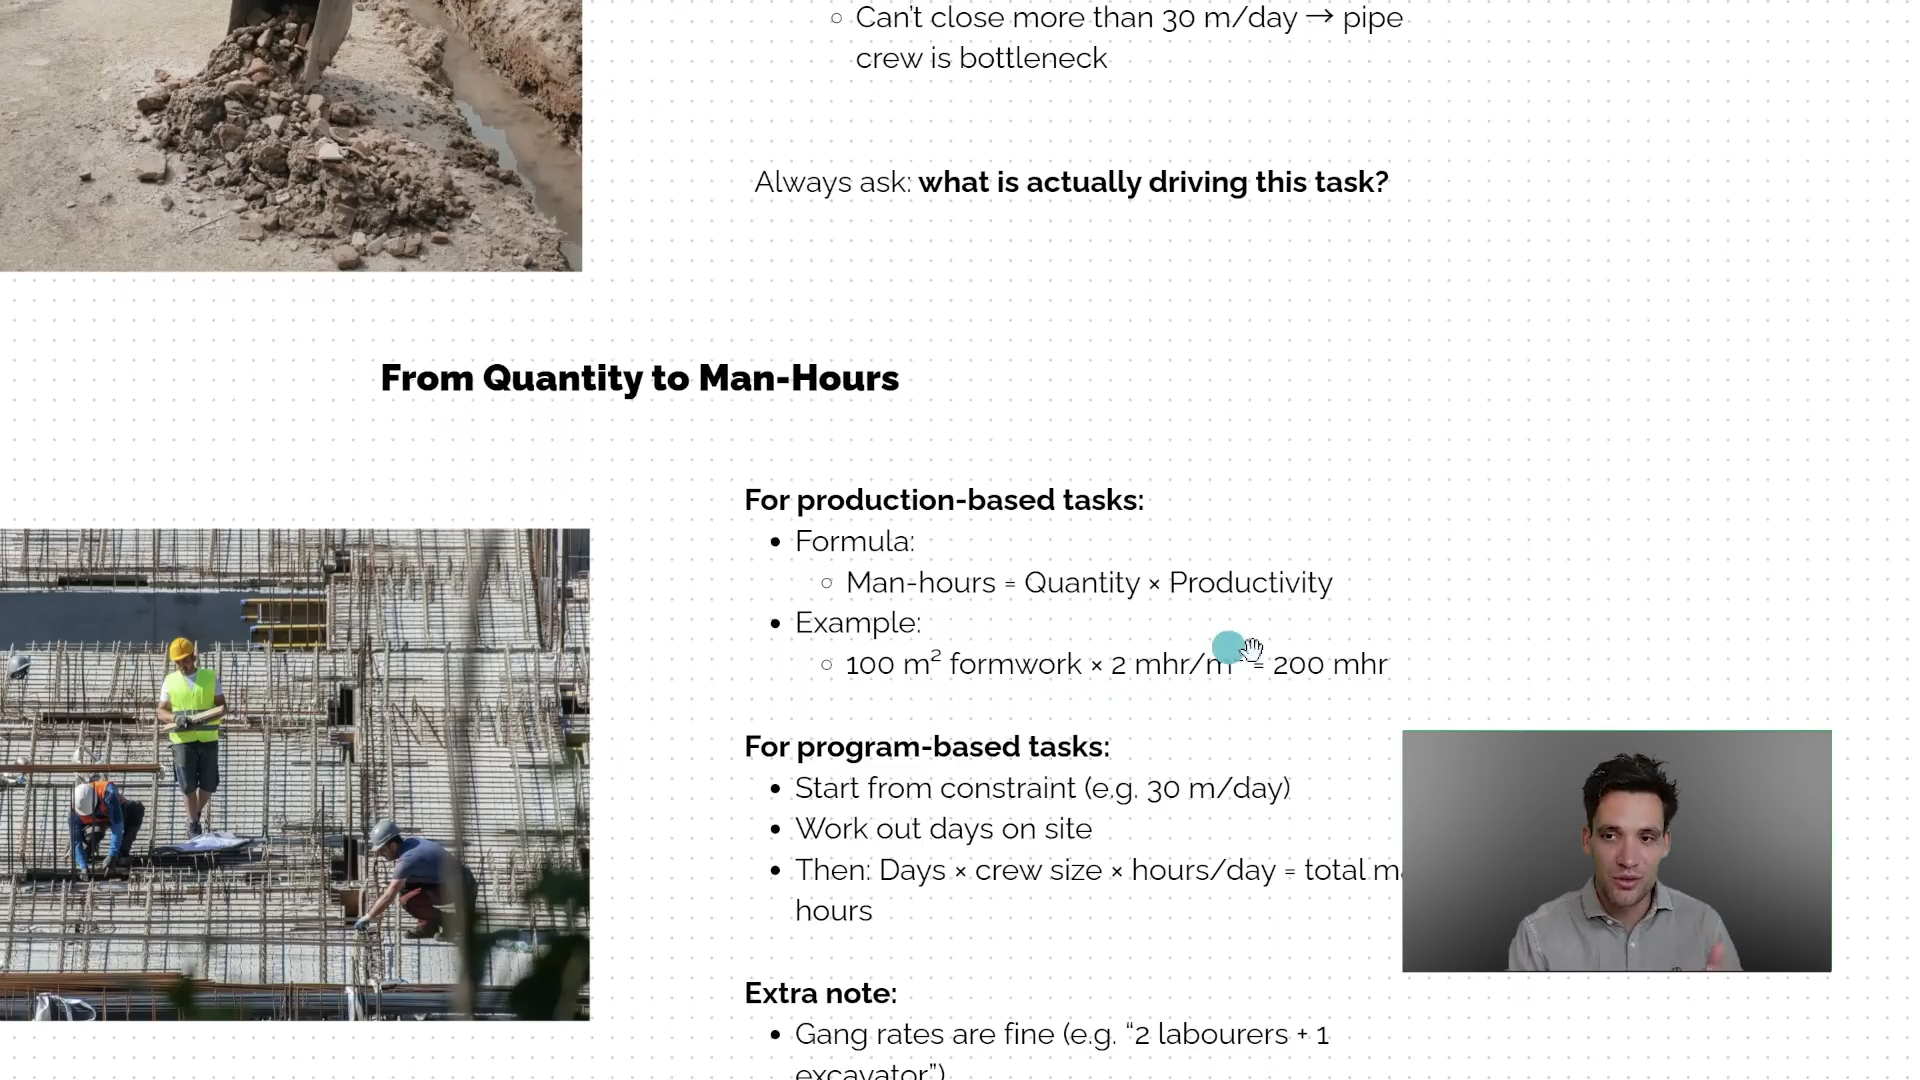 Can't close more than 30 m/day → pipe
crew is bottleneck
Always ask: what is actually driving this task?
From Quantity to Man-Hours
For production-based tasks:
Formula:
Man-hours = Quantity × Productivity
Example:
100 m² formwork × 2 mhr/m² = 200 mhr
For program-based tasks:
Start from constraint (e.g. 30 m/day)
Work out days on site
Then: Days × crew size × hours/day = total
hours
Extra note:
Gang rates are fine (e.g. “2 labourers + 1
excavator”)